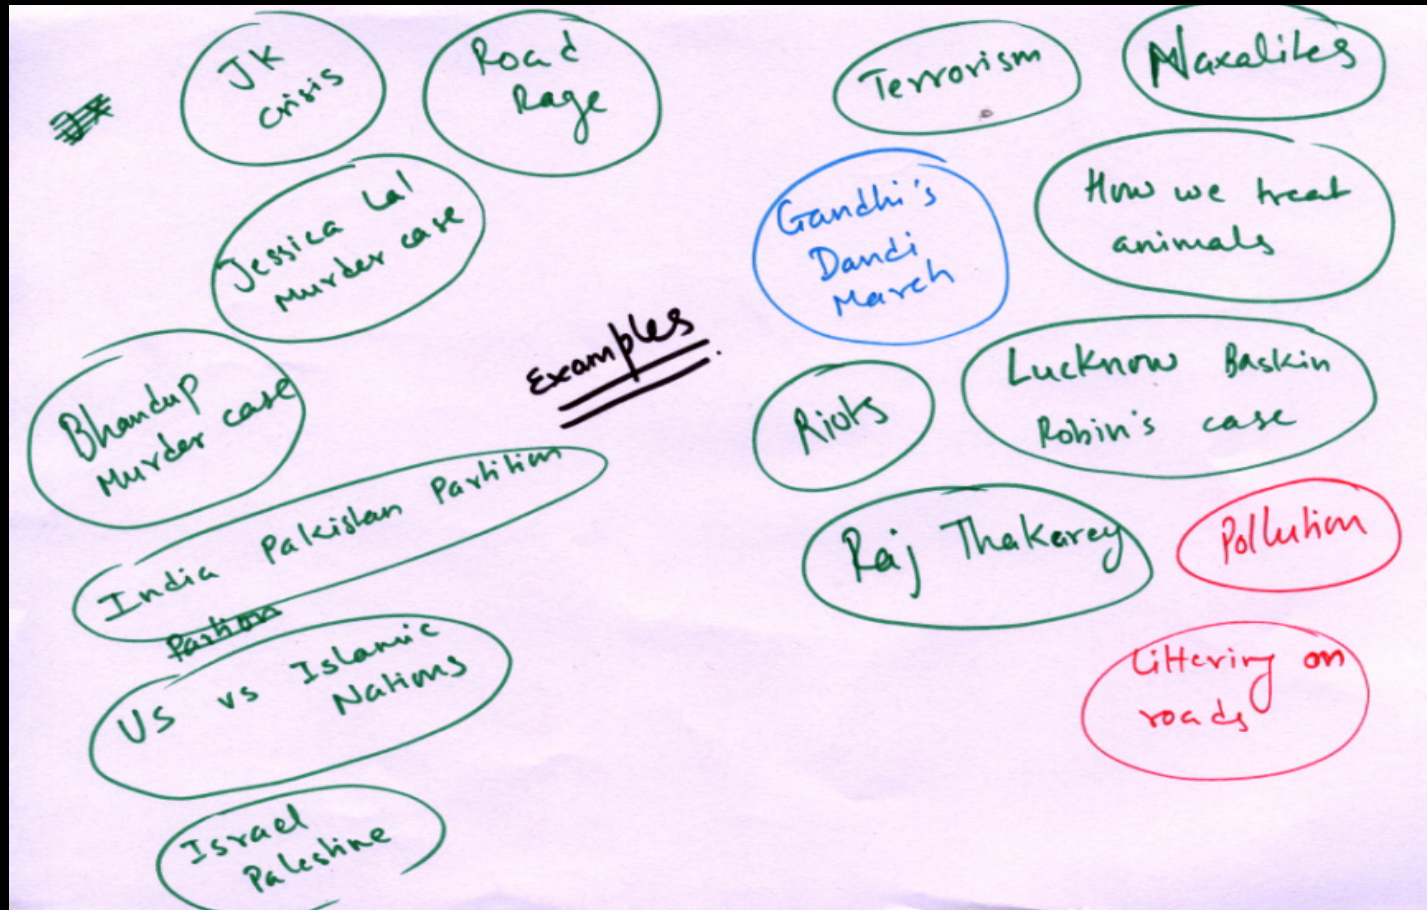 JK
crisis
Road
Rage
Jessica Lal
Murder case
Bhandup
Murder case
India Pakistan Partition
Partion
US vs Islamic
Nations
Israel
Palestine
Examples
Terrorism
Naxalites
Gandhi's
Dandi
March
How we treat
animals
Riots
Lucknow Baskin
Robin's case
Raj Thakarey
Pollution
Littering on
roads